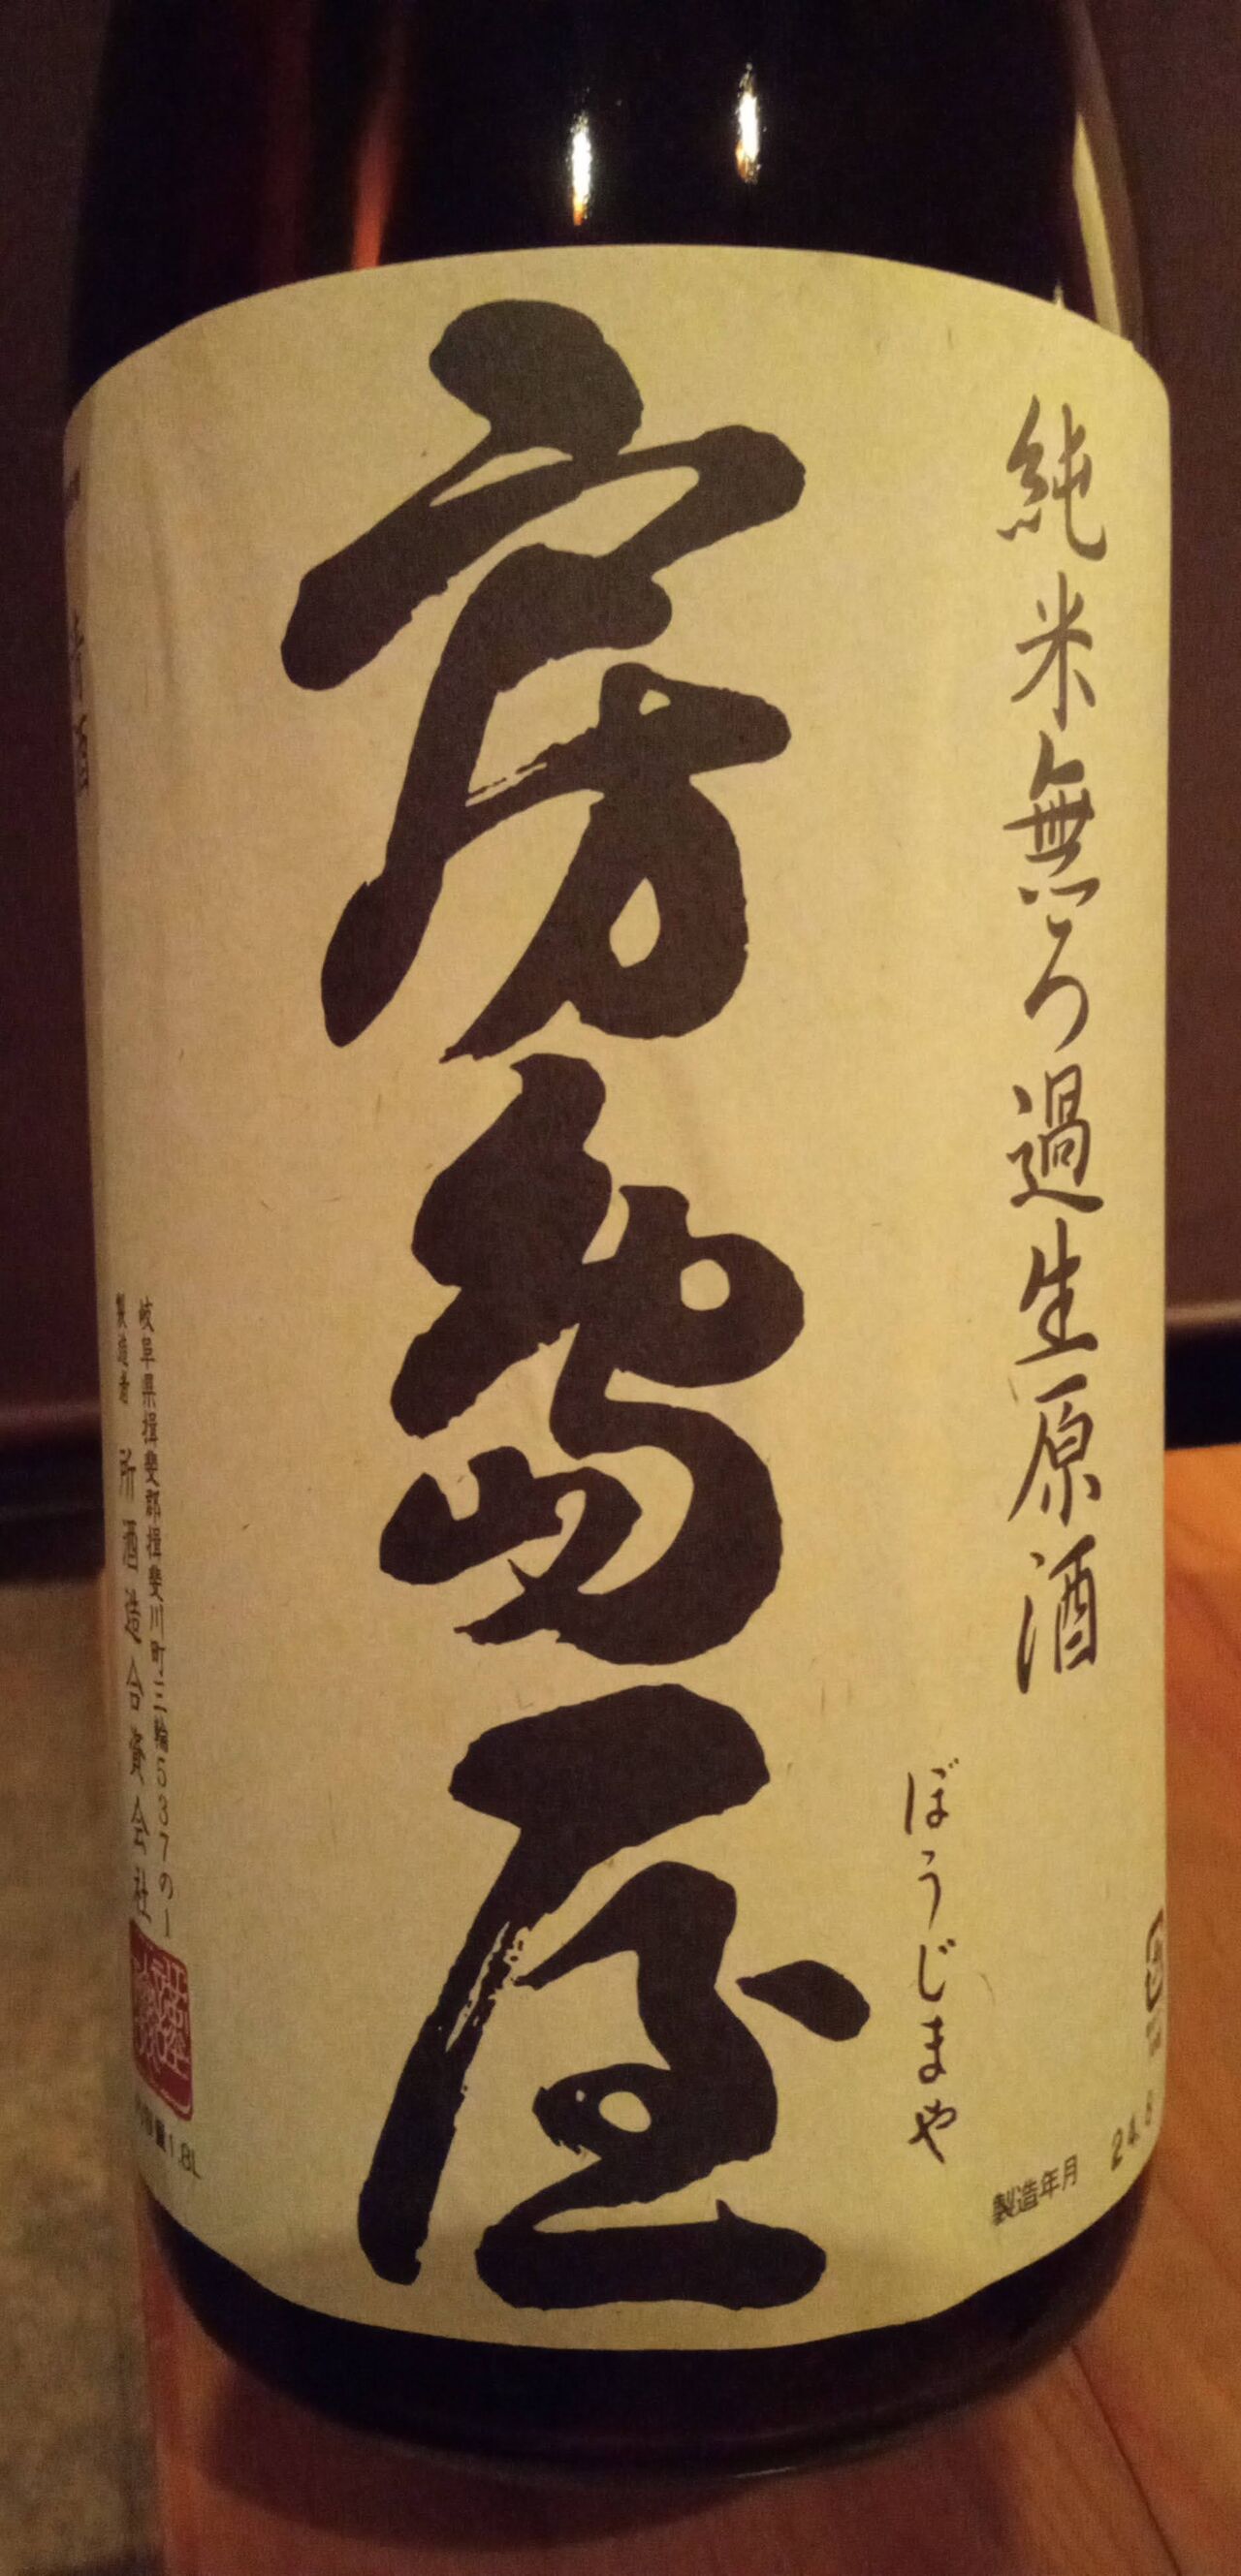 純米無ろ過生原酒
ぼうじまや
房島屋
岐阜県揖斐郡揖斐川町三輪537の1
製造者 所酒造合資会社
1.8L
製造年月